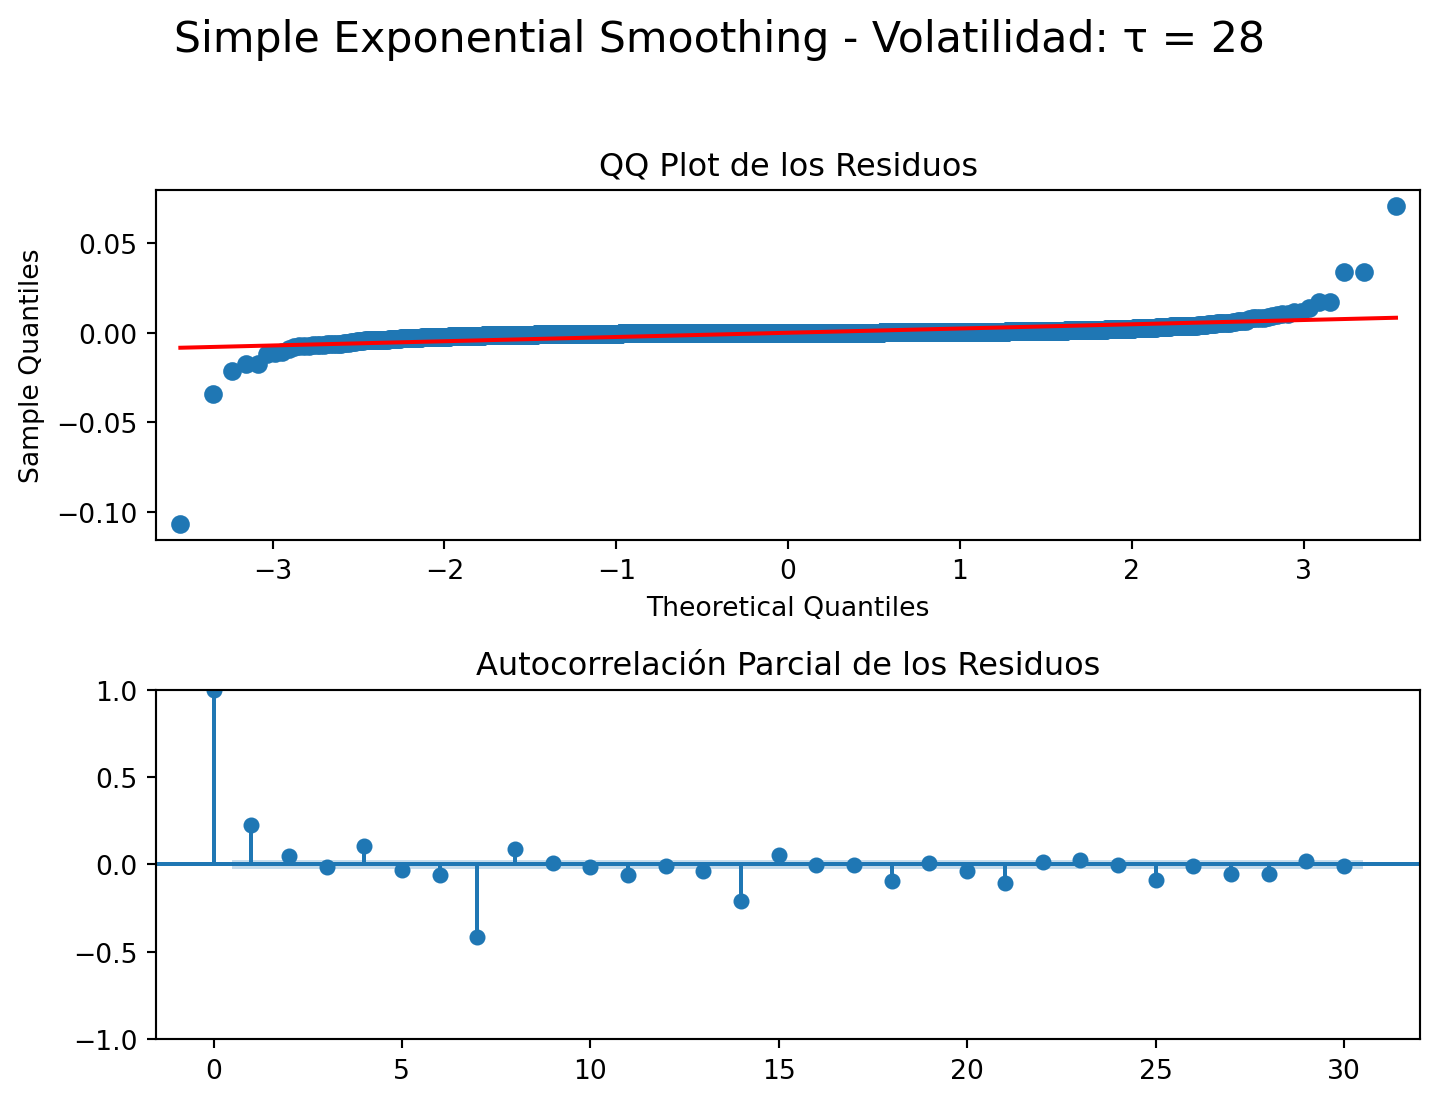 Simple Exponential Smoothing - Volatilidad: τ = 28
QQ Plot de los Residuos
Sample Quantiles
0.05
0.00
−0.05
−0.10
−3 −2 −1 0 1 2 3
Theoretical Quantiles
Autocorrelación Parcial de los Residuos
1.0
0.5
0.0
−0.5
−1.0
0 5 10 15 20 25 30